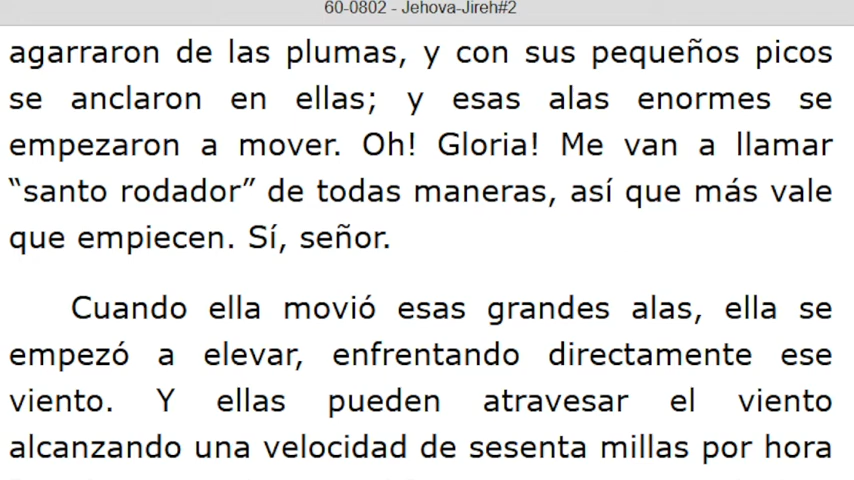 60-0802 - Jehova-Jireh#2
agarraron de las plumas, y con sus pequeños picos
se anclaron en ellas; y esas alas enormes se
empezaron a mover. Oh! Gloria! Me van a llamar
“santo rodador” de todas maneras, así que más vale
que empiecen. Sí, señor.
Cuando ella movió esas grandes alas, ella se
empezó a elevar, enfrentando directamente ese
viento. Y ellas pueden atravesar el viento
alcanzando una velocidad de sesenta millas por hora